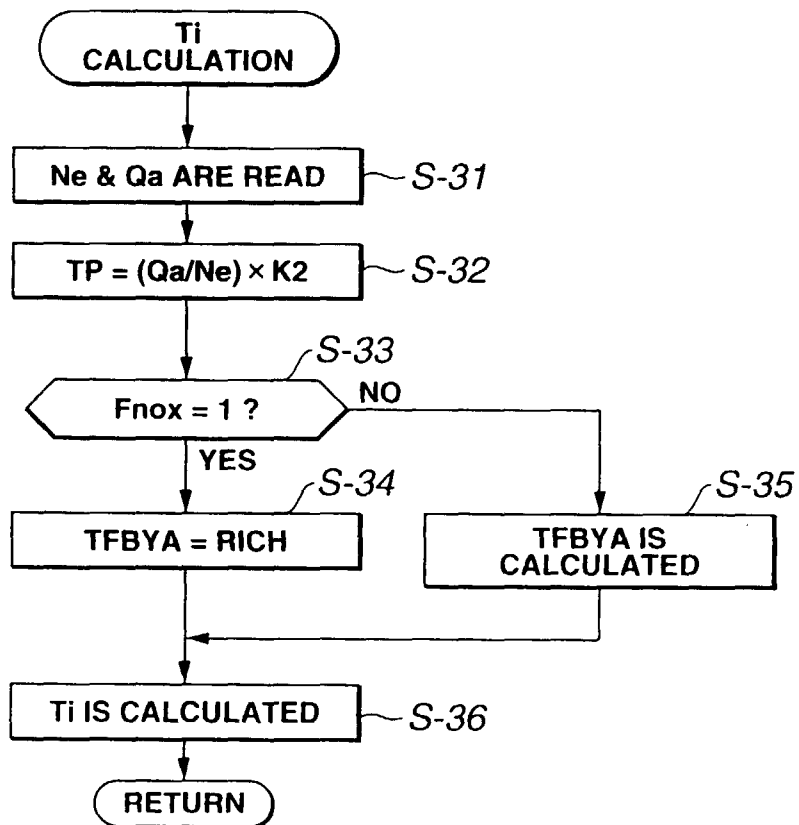 Ti
CALCULATION
Ne & Qa ARE READ
S-31
TP = (Qa/Ne) × K2
S-32
S-33
Fnox = 1 ?
NO
YES
S-34
TFBYA = RICH
S-35
TFBYA IS
CALCULATED
Ti IS CALCULATED
S-36
RETURN